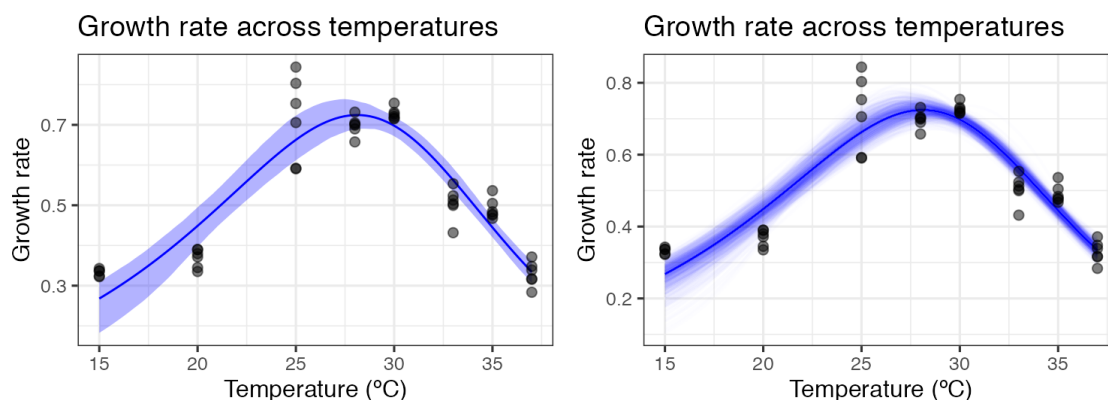 Growth rate across temperatures
Growth rate
0.7
0.5
0.3
15 20 25 30 35
Temperature (ºC)
Growth rate across temperatures
Growth rate
0.8
0.6
0.4
0.2
15 20 25 30 35
Temperature (ºC)